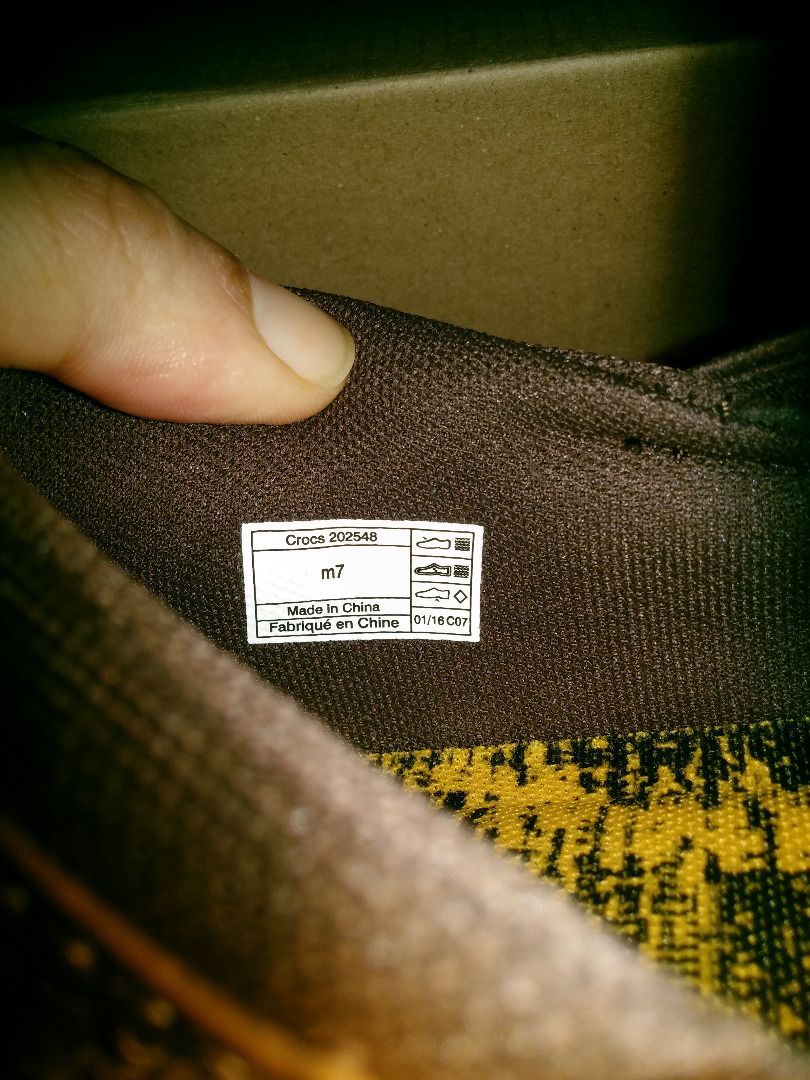 Crocs 202548
m7
Made in China
Fabriqué en Chine
01/16 C07